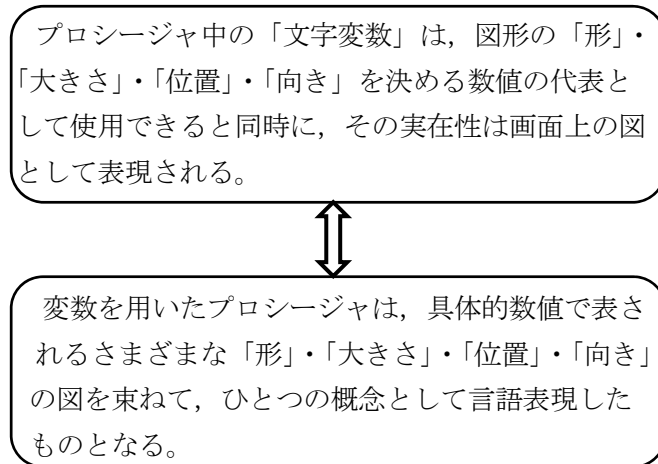 プロシージャ中の「文字変数」は，図形の「形」・
「大きさ」・「位置」・「向き」を決める数値の代表と
して使用できると同時に，その実在性は画面上の図
として表現される。
変数を用いたプロシージャは，具体的数値で表さ
れるさまざまな「形」・「大きさ」・「位置」・「向き」
の図を束ねて，ひとつの概念として言語表現した
ものとなる。